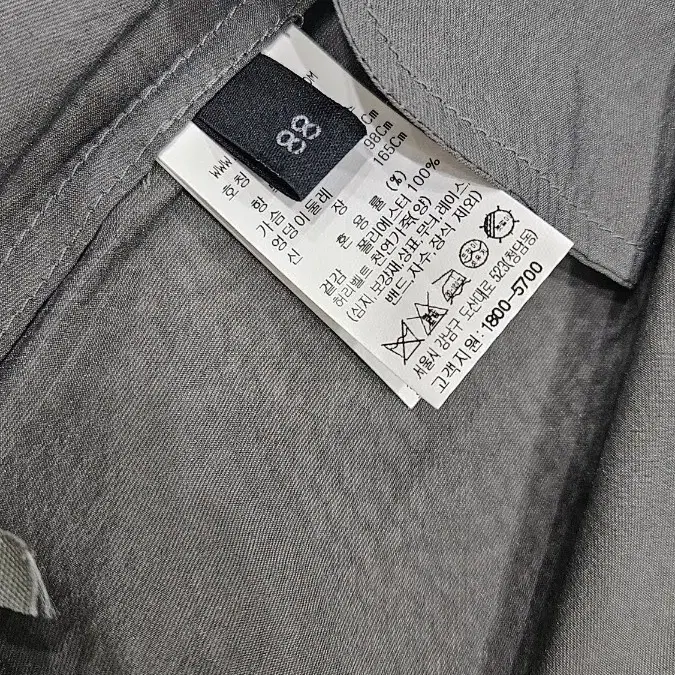 88
WWW
OM
호칭
항
가슴
Cm
엉덩이둘레
98Cm
신 장
165Cm
혼 용 률 (%)
겉감 폴리에스터 100%
허리벨트 천연가죽(양)
(심지,보강재,상표,무늬,레이스,
밴드,자수,장식 제외)
서울시 강남구 도산대로 523(청담동)
고객지원 : 1800-5700